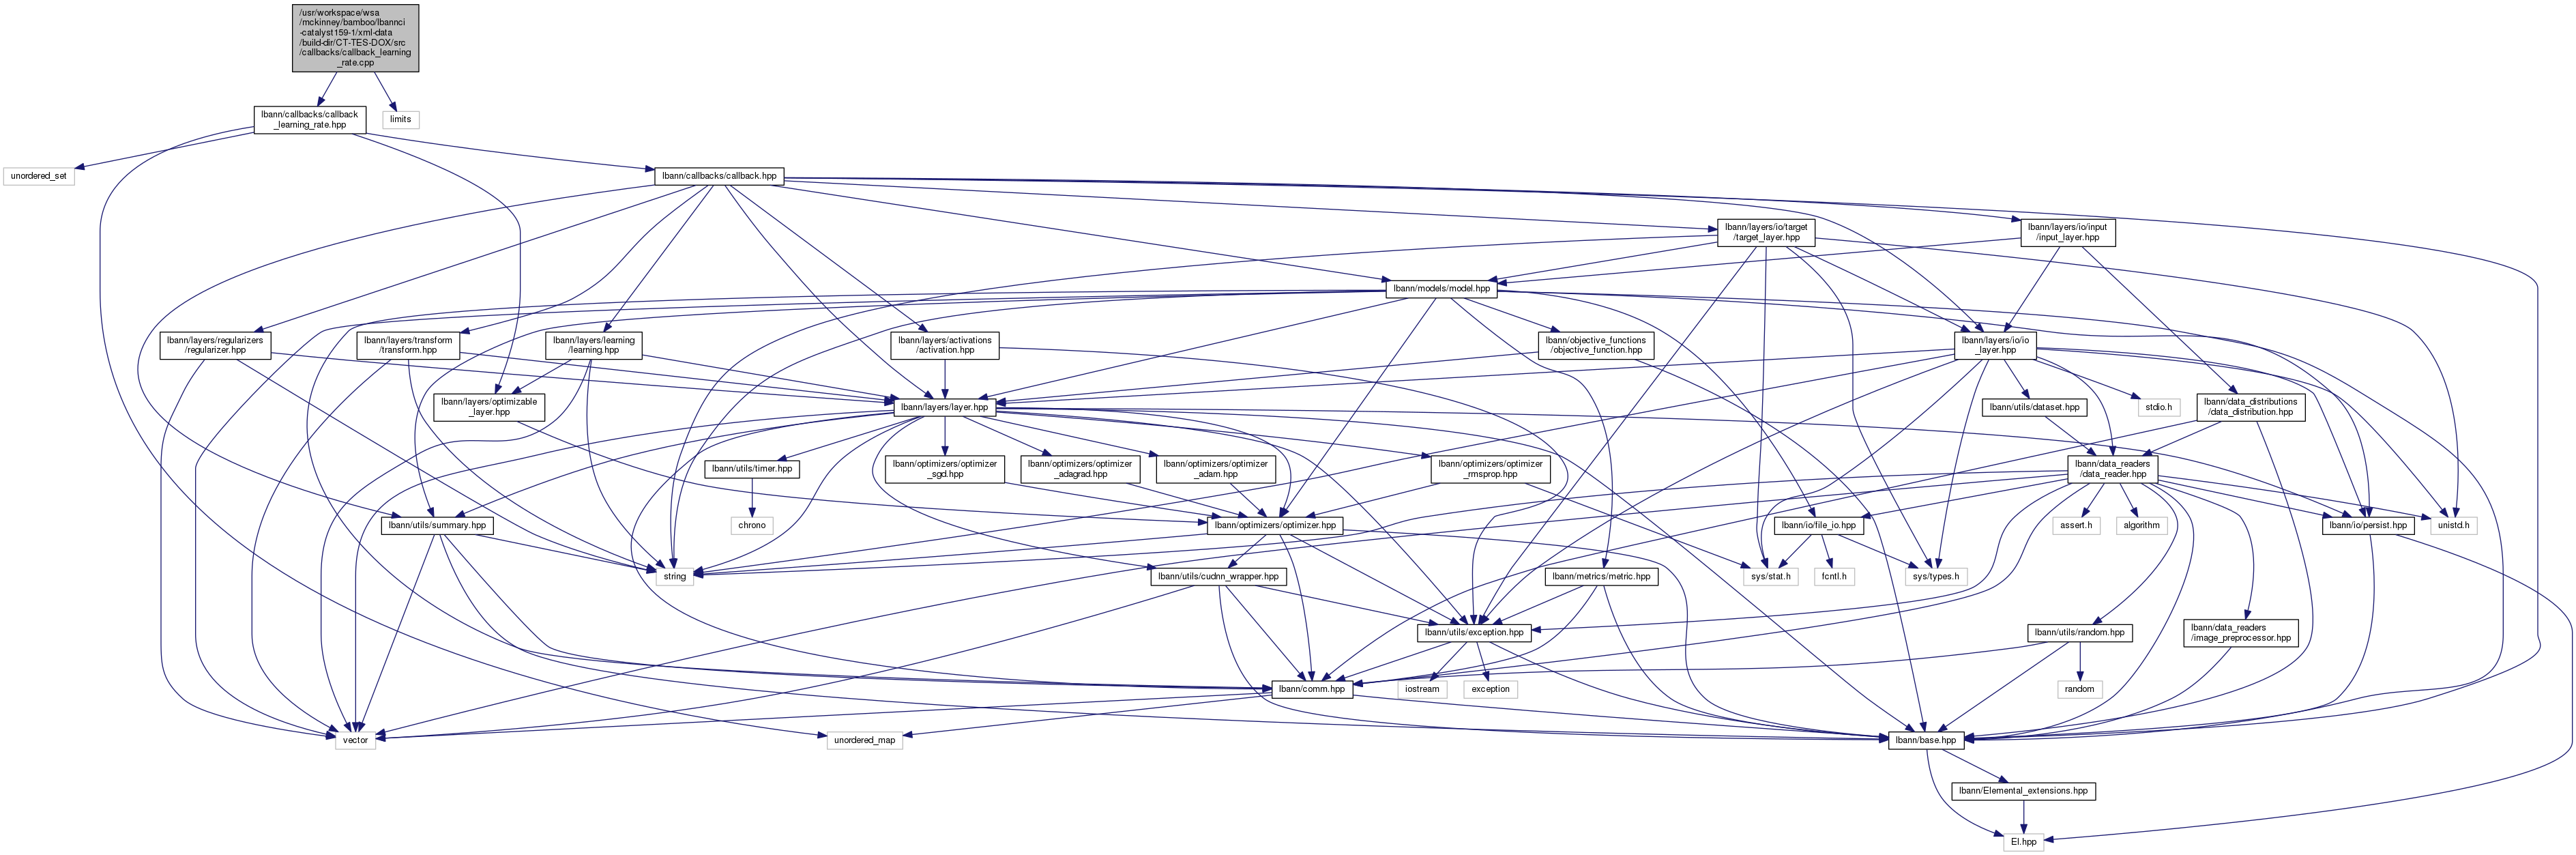 /usr/workspace/wsa
/mckinney/bamboo/lbannci
-catalyst159-1/xml-data
/build-dir/CT-TES-DOX/src
/callbacks/callback_learning
_rate.cpp
lbann/callbacks/callback
_learning_rate.hpp
limits
unordered_set
lbann/callbacks/callback.hpp
lbann/layers/io/target
/target_layer.hpp
lbann/layers/io/input
/input_layer.hpp
lbann/models/model.hpp
lbann/layers/regularizers
/regularizer.hpp
lbann/layers/transform
/transform.hpp
lbann/layers/learning
/learning.hpp
lbann/layers/activations
/activation.hpp
lbann/objective_functions
/objective_function.hpp
lbann/layers/io/io
_layer.hpp
lbann/layers/optimizable
_layer.hpp
lbann/layers/layer.hpp
lbann/utils/dataset.hpp
stdio.h
lbann/data_distributions
/data_distribution.hpp
lbann/utils/timer.hpp
lbann/optimizers/optimizer
_sgd.hpp
lbann/optimizers/optimizer
_adagrad.hpp
lbann/optimizers/optimizer
_adam.hpp
lbann/optimizers/optimizer
_rmsprop.hpp
lbann/data_readers
/data_reader.hpp
lbann/utils/summary.hpp
chrono
lbann/optimizers/optimizer.hpp
lbann/io/file_io.hpp
assert.h
algorithm
lbann/io/persist.hpp
unistd.h
string
lbann/utils/cudnn_wrapper.hpp
lbann/metrics/metric.hpp
sys/stat.h
fcntl.h
sys/types.h
lbann/utils/exception.hpp
lbann/utils/random.hpp
lbann/data_readers
/image_preprocessor.hpp
lbann/comm.hpp
iostream
exception
random
vector
unordered_map
lbann/base.hpp
lbann/Elemental_extensions.hpp
El.hpp